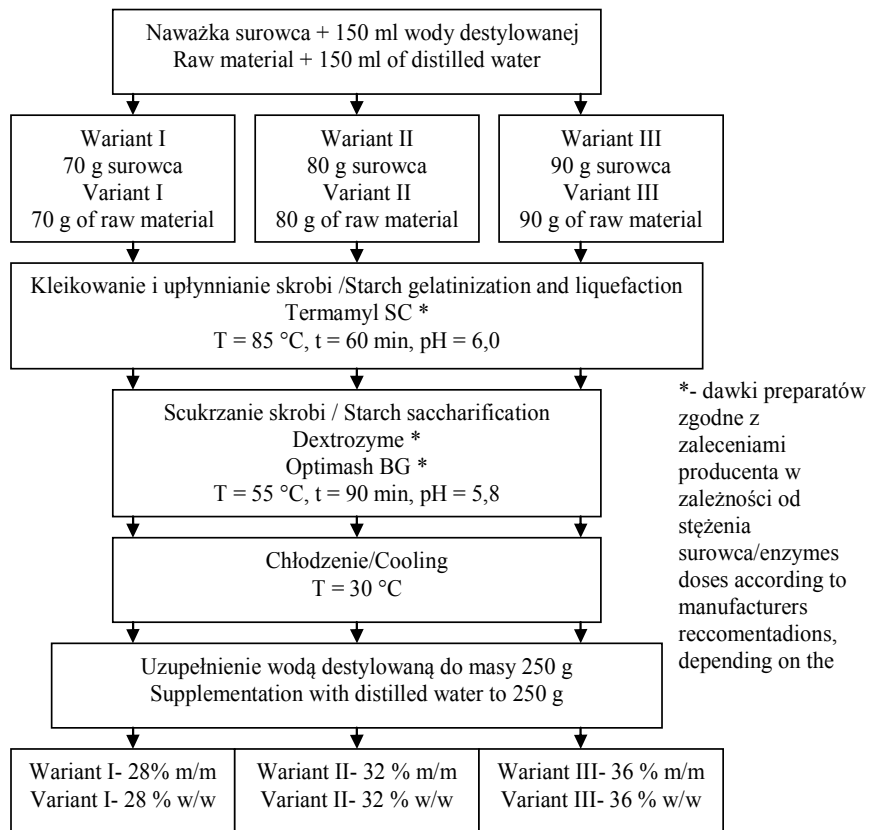 Naważka surowca + 150 ml wody destylowanej
Raw material + 150 ml of distilled water
Wariant I
70 g surowca
Variant I
70 g of raw material
Wariant II
80 g surowca
Variant II
80 g of raw material
Wariant III
90 g surowca
Variant III
90 g of raw material
Kleikowanie i upłynnianie skrobi /Starch gelatinization and liquefaction
Termamyl SC *
T = 85 °C, t = 60 min, pH = 6,0
Scukrzanie skrobi / Starch saccharification
Dextrozyme *
Optimash BG *
T = 55 °C, t = 90 min, pH = 5,8
*- dawki preparatów
zgodne z
zaleceniami
producenta w
zależności od
stężenia
surowca/enzymes
doses according to
manufacturers
reccomentadions,
depending on the
Chłodzenie/Cooling
T = 30 °C
Uzupełnienie wodą destylowaną do masy 250 g
Supplementation with distilled water to 250 g
Wariant I- 28% m/m
Variant I- 28 % w/w
Wariant II- 32 % m/m
Variant II- 32 % w/w
Wariant III- 36 % m/m
Variant III- 36 % w/w